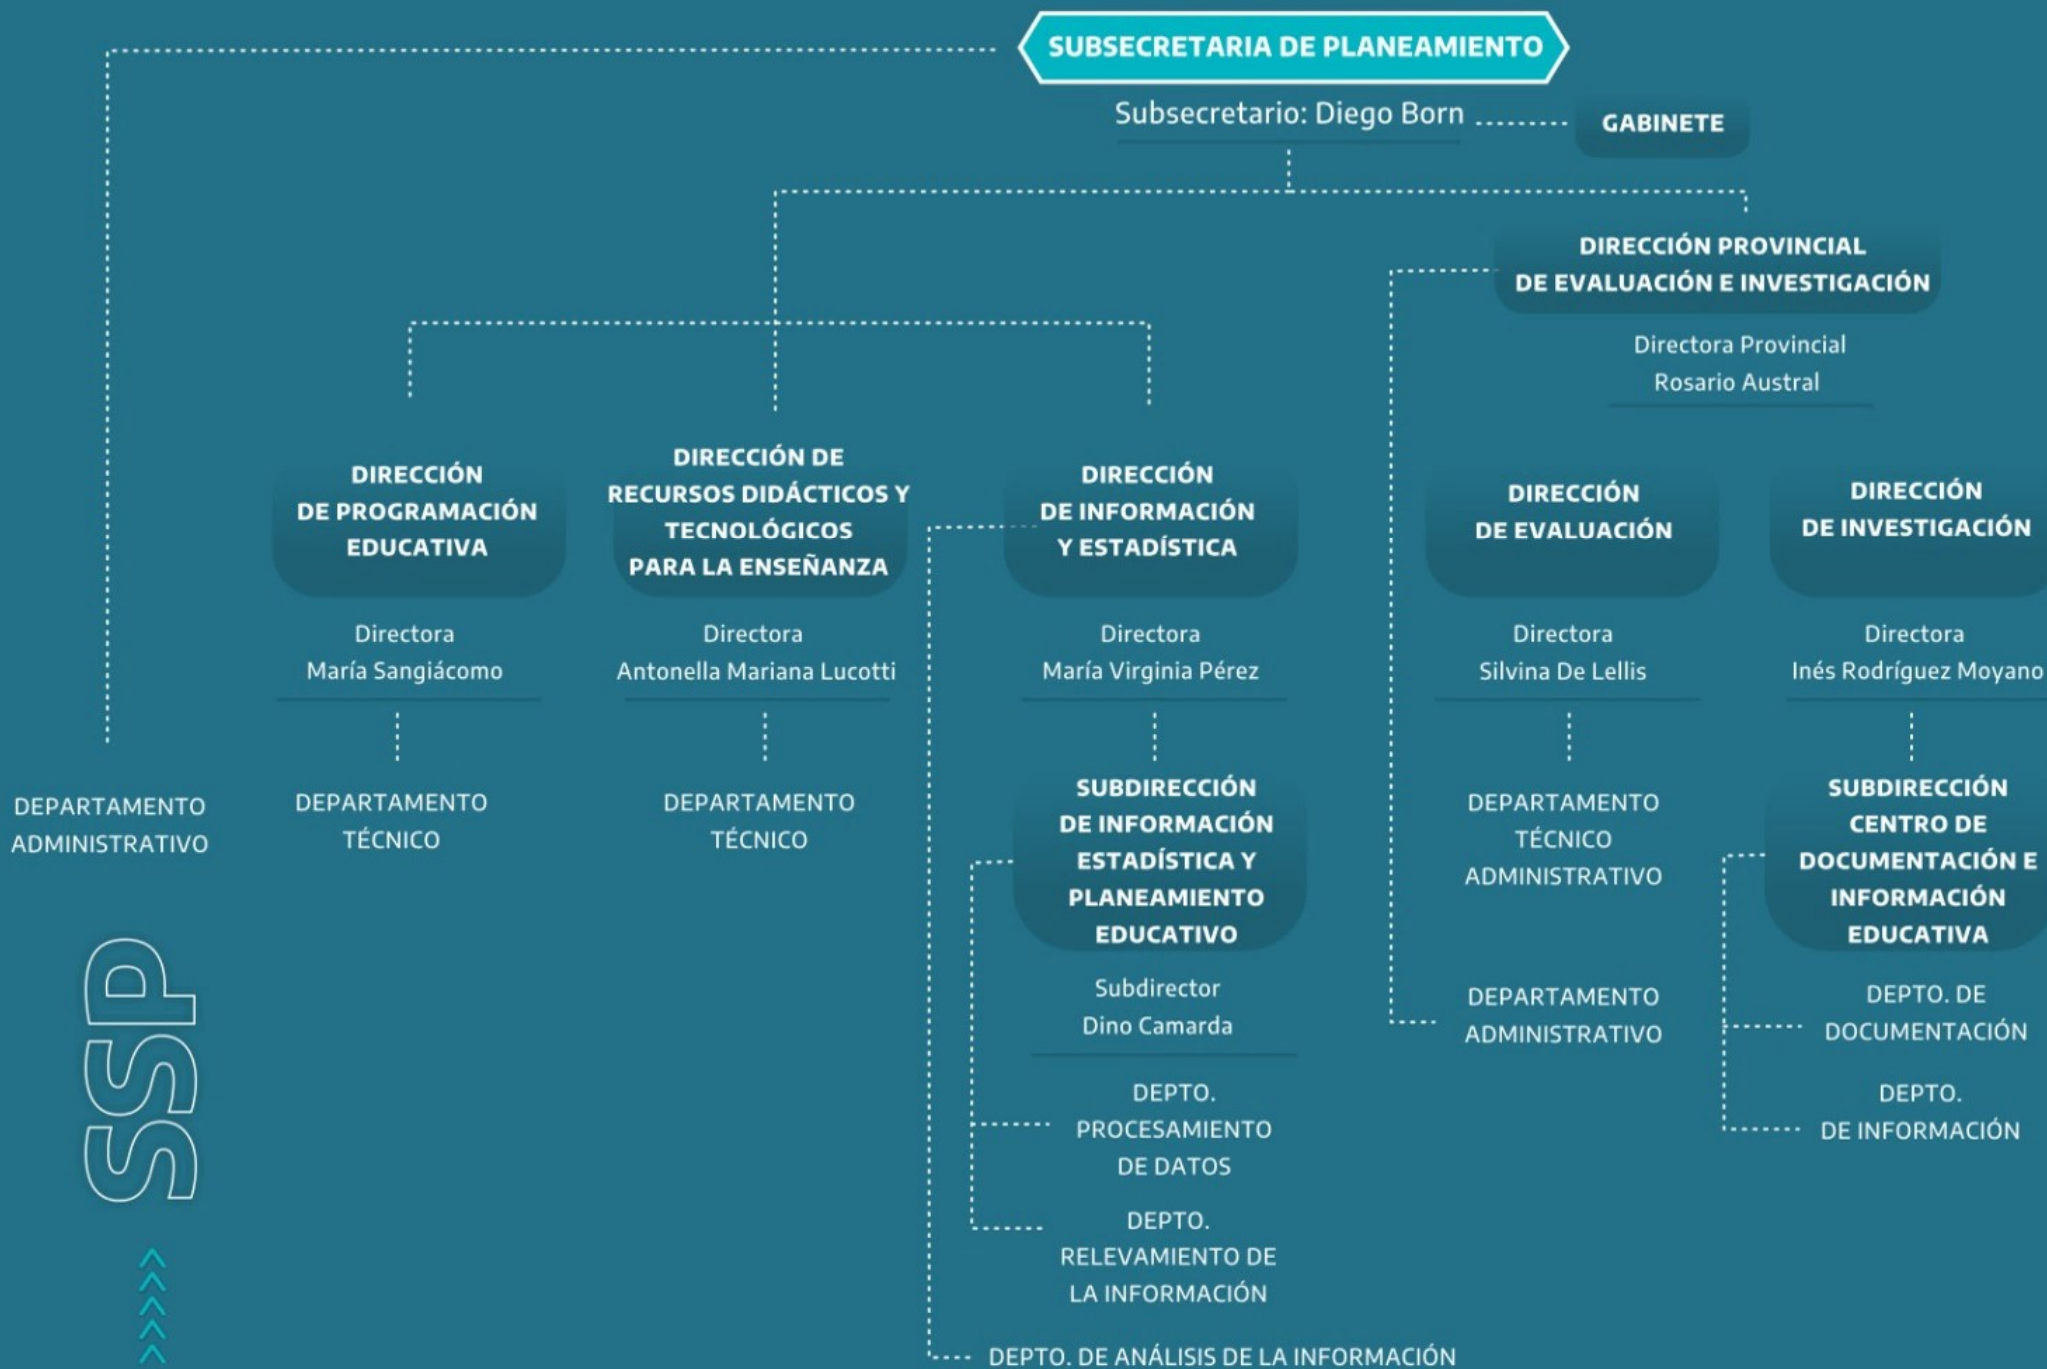 SUBSECRETARIA DE PLANEAMIENTO
Subsecretario: Diego Born
GABINETE
DIRECCIÓN PROVINCIAL
DE EVALUACIÓN E INVESTIGACIÓN
Directora Provincial
Rosario Austral
DIRECCIÓN
DE PROGRAMACIÓN
EDUCATIVA
Directora
María Sangiácomo
DEPARTAMENTO
TÉCNICO
DIRECCIÓN DE
RECURSOS DIDÁCTICOS Y
TECNOLÓGICOS
PARA LA ENSEÑANZA
Directora
Antonella Mariana Lucotti
DEPARTAMENTO
TÉCNICO
DIRECCIÓN
DE INFORMACIÓN
Y ESTADÍSTICA
Directora
María Virginia Pérez
SUBDIRECCIÓN
DE INFORMACIÓN
ESTADÍSTICA Y
PLANEAMIENTO
EDUCATIVO
Subdirector
Dino Camarda
DEPTO.
PROCESAMIENTO
DE DATOS
DEPTO.
RELEVAMIENTO DE
LA INFORMACIÓN
DEPTO. DE ANÁLISIS DE LA INFORMACIÓN
DIRECCIÓN
DE EVALUACIÓN
Directora
Silvina De Lellis
DEPARTAMENTO
TÉCNICO
ADMINISTRATIVO
DEPARTAMENTO
ADMINISTRATIVO
DIRECCIÓN
DE INVESTIGACIÓN
Directora
Inés Rodríguez Moyano
SUBDIRECCIÓN
CENTRO DE
DOCUMENTACIÓN E
INFORMACIÓN
EDUCATIVA
DEPTO. DE
DOCUMENTACIÓN
DEPTO.
DE INFORMACIÓN
DEPARTAMENTO
ADMINISTRATIVO
SSP